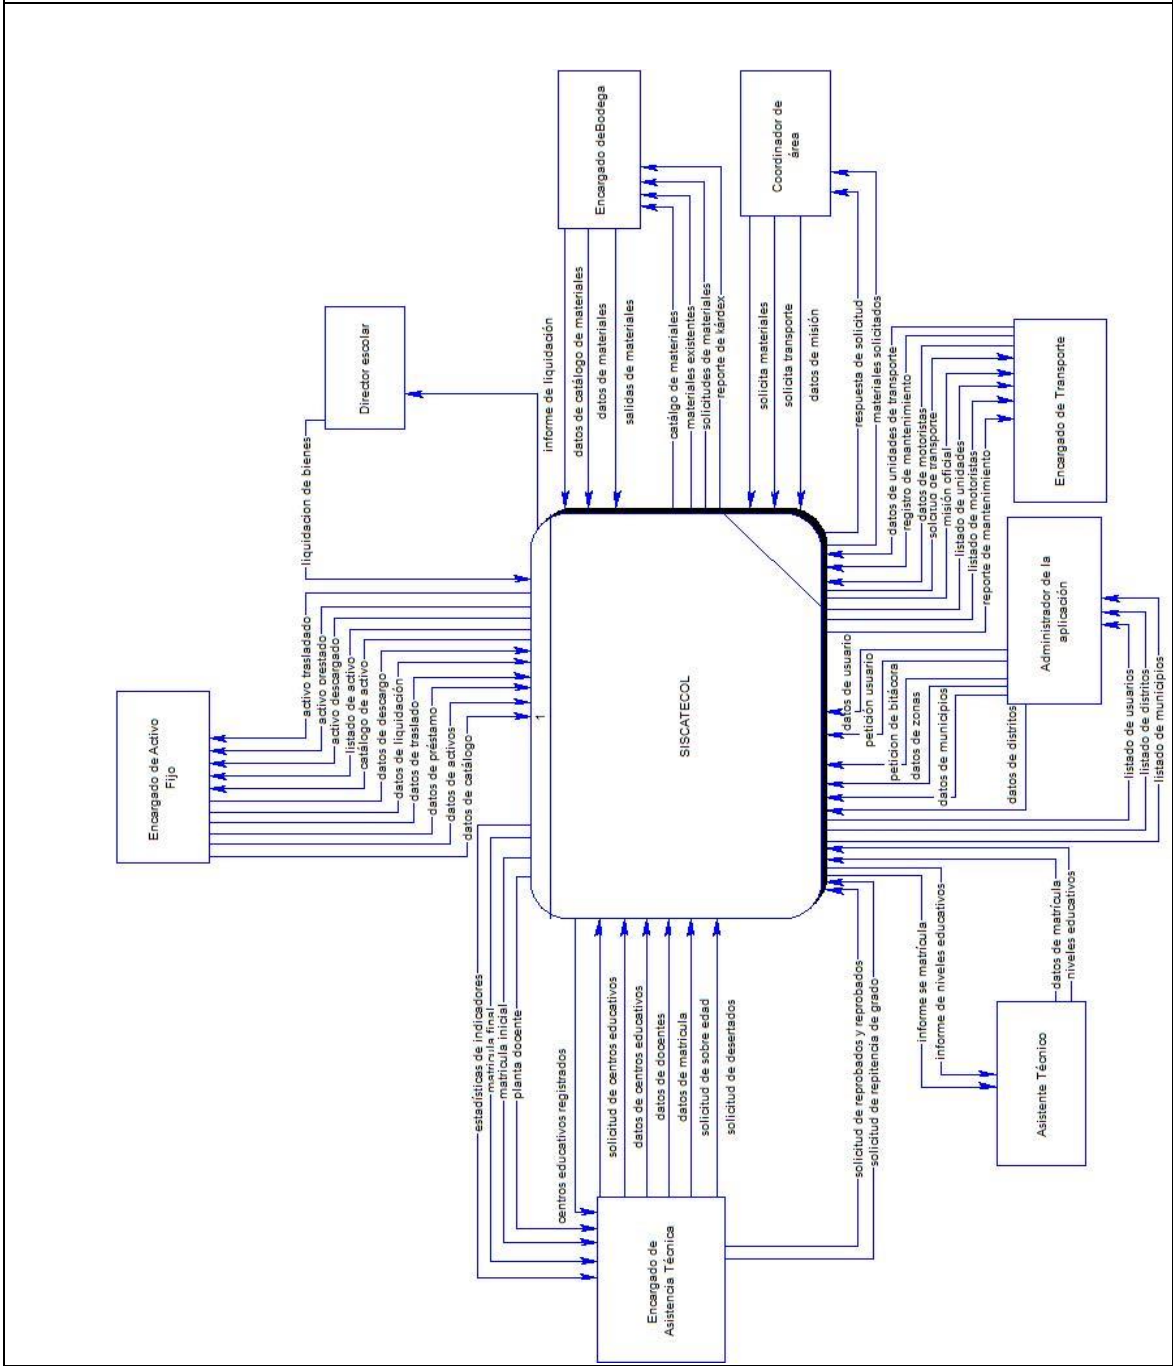 Encargado de
Asistencia Técnica
estadísticas de indicadores
matricula final
matricula inicial
planta docente
centros educativos registrados
solicitud de centros educativos
datos de centros educativos
datos de docentes
datos de matricula
solicitud de sobre edad
solicitud de desertados
solicitud de reprobados y reprobados
solicitud de repitencia de grado
Encargado de Activo
Fijo
activo trasladado
activo prestado
activo descargado
listado de activo
catálogo de activo
datos de descargo
datos de liquidación
datos de traslado
datos de préstamo
datos de activos
datos de catálogo
1
SISCATECOL
Director escolar
liquidacion de bienes
informe de liquidación
Encargado deBodega
datos de catálogo de materiales
datos de materiales
salidas de materiales
catálgo de materiales
materiales existentes
solicitudes de materiales
reporte de kárdex
Coordinador de
área
solicita materiales
solicita transporte
datos de misión
respuesta de solicitud
materiales solicitados
Encargado de Transporte
datos de unidades de transporte
registro de mantenimiento
datos de motoristas
solcitud de transporte
misión oficial
listado de unidades
listado de motoristas
reporte de mantenimiento
Administrador de la
aplicación
datos de usuario
petición usuario
peticion de bitácora
datos de zonas
datos de municipios
datos de distritos
listado de usuarios
listado de distritos
listado de municipios
Asistente Técnico
datos de matrícula
niveles educativos
informe se matrícula
informe de niveles educativos